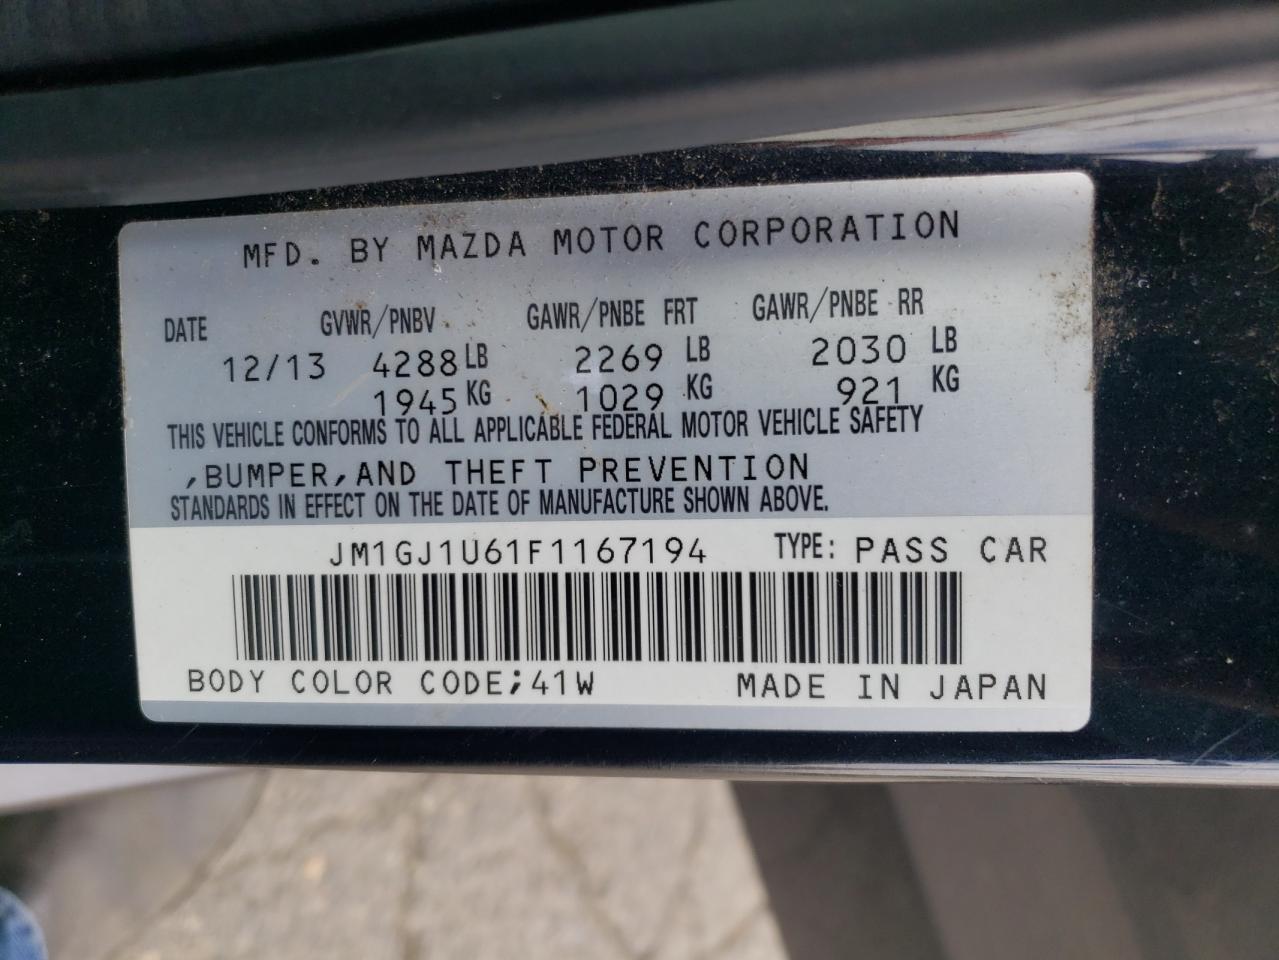 MFD. BY MAZDA MOTOR CORPORATION
DATE GVWR/PNBV GAWR/PNBE FRT GAWR/PNBE RR
12/13 4288 LB 2269 LB 2030 LB
1945 KG 1029 KG 921 KG
THIS VEHICLE CONFORMS TO ALL APPLICABLE FEDERAL MOTOR VEHICLE SAFETY
,BUMPER,AND THEFT PREVENTION
STANDARDS IN EFFECT ON THE DATE OF MANUFACTURE SHOWN ABOVE.
JM1GJ1U61F1167194 TYPE: PASS CAR
BODY COLOR CODE;41W MADE IN JAPAN